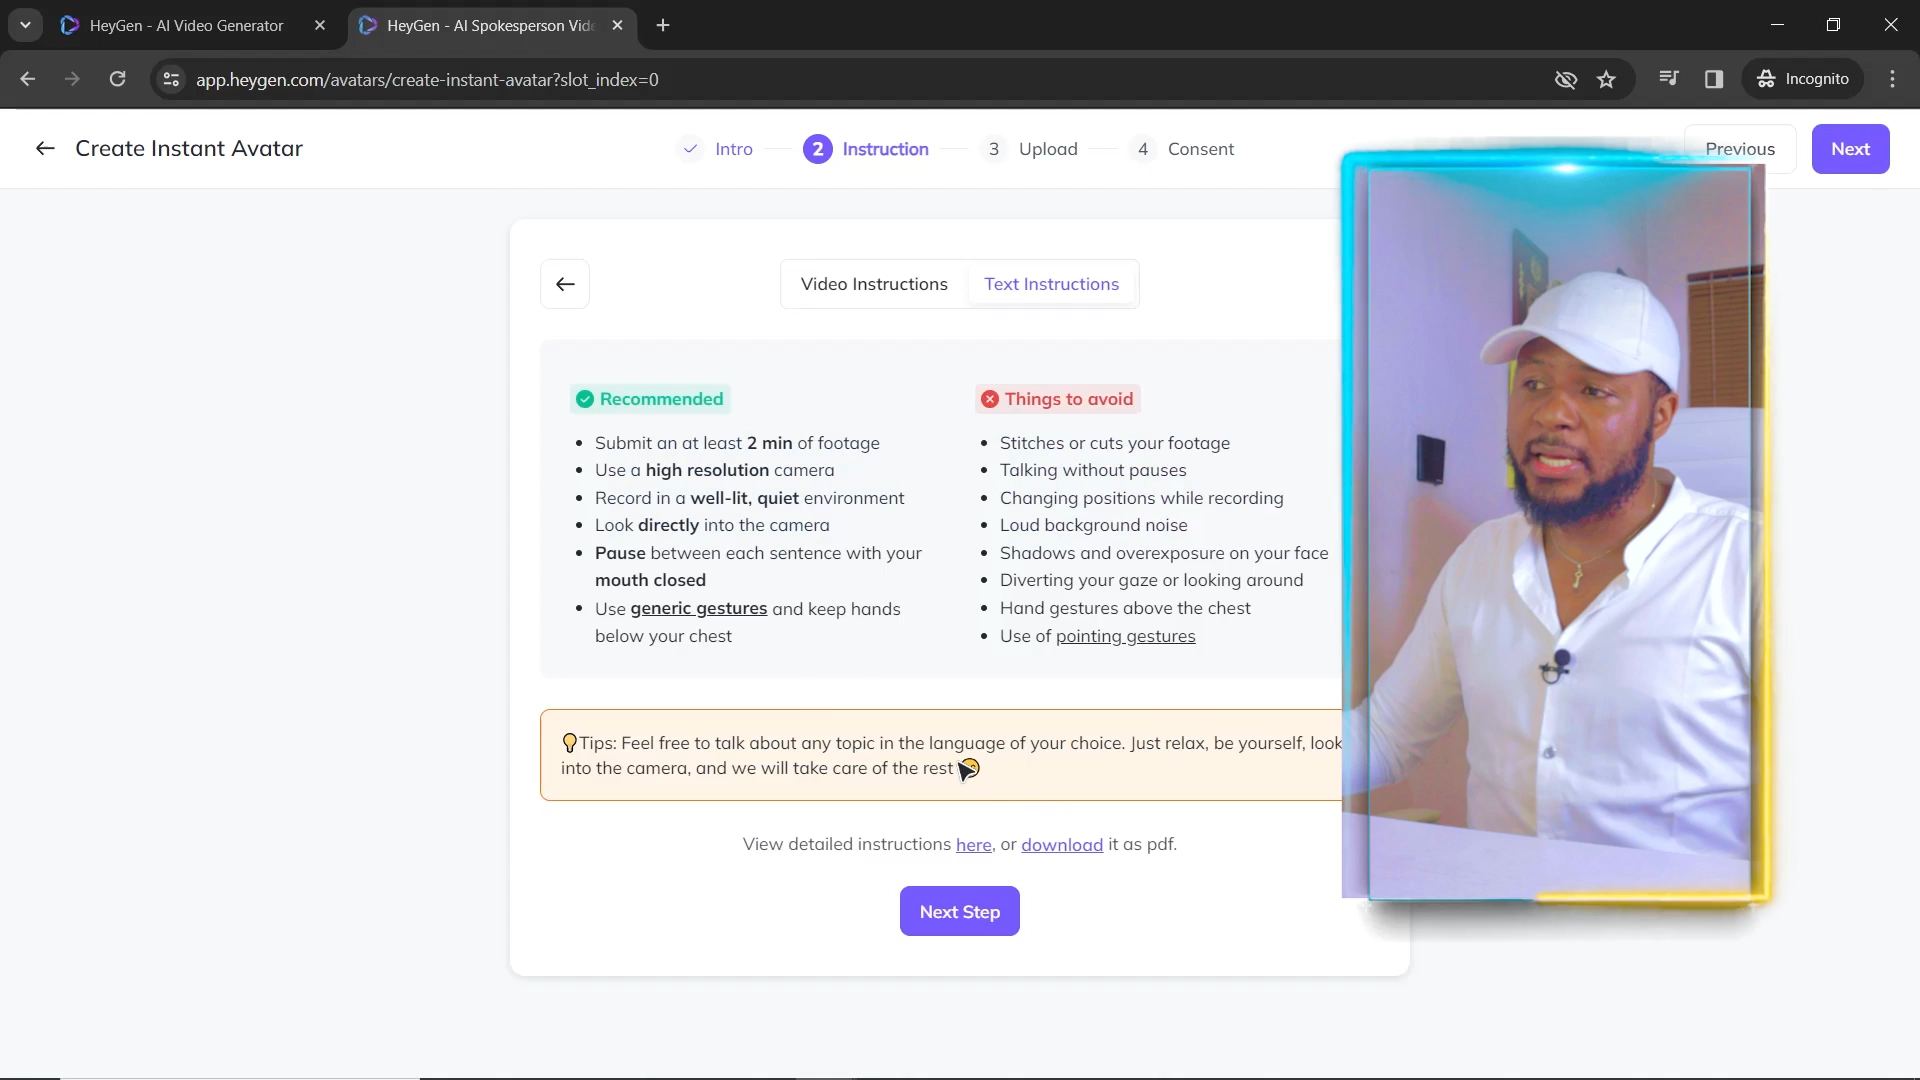 HeyGen - AI Video Generator
HeyGen - AI Spokesperson Vide
app.heygen.com/avatars/create-instant-avatar?slot_index=0
Incognito
Create Instant Avatar
Intro
2 Instruction
3 Upload
4 Consent
Previous
Next
Video Instructions
Text Instructions
Recommended
• Submit an at least 2 min of footage
• Use a high resolution camera
• Record in a well-lit, quiet environment
• Look directly into the camera
• Pause between each sentence with your
mouth closed
• Use generic gestures and keep hands
below your chest
Things to avoid
• Stitches or cuts your footage
• Talking without pauses
• Changing positions while recording
• Loud background noise
• Shadows and overexposure on your face
• Diverting your gaze or looking around
• Hand gestures above the chest
• Use of pointing gestures
Tips: Feel free to talk about any topic in the language of your choice. Just relax, be yourself, look
into the camera, and we will take care of the rest
View detailed instructions here, or download it as pdf.
Next Step